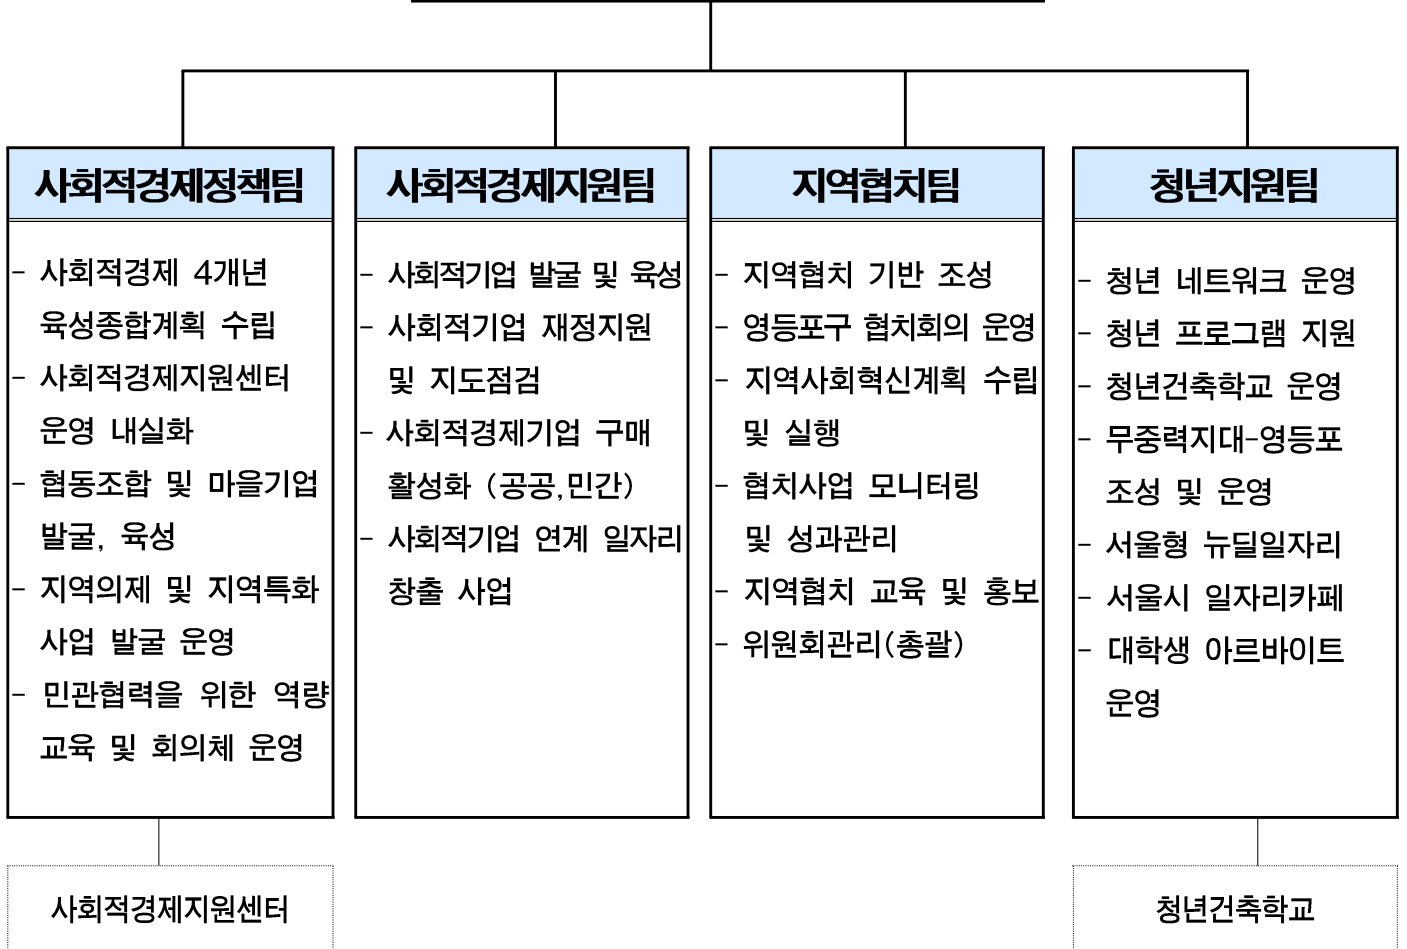 사회적경제정책팀
- 사회적경제 4개년
육성종합계획 수립
- 사회적경제지원센터
운영 내실화
- 협동조합 및 마을기업
발굴, 육성
- 지역의제 및 지역특화
사업 발굴 운영
- 민관협력을 위한 역량
교육 및 회의체 운영
사회적경제지원센터
사회적경제지원팀
- 사회적기업 발굴 및 육성
- 사회적기업 재정지원
및 지도점검
- 사회적경제기업 구매
활성화 (공공,민간)
- 사회적기업 연계 일자리
창출 사업
지역협치팀
- 지역협치 기반 조성
- 영등포구 협치회의 운영
- 지역사회혁신계획 수립
및 실행
- 협치사업 모니터링
및 성과관리
- 지역협치 교육 및 홍보
- 위원회관리(총괄)
청년지원팀
- 청년 네트워크 운영
- 청년 프로그램 지원
- 청년건축학교 운영
- 무중력지대-영등포
조성 및 운영
- 서울형 뉴딜일자리
- 서울시 일자리카페
- 대학생 아르바이트
운영
청년건축학교